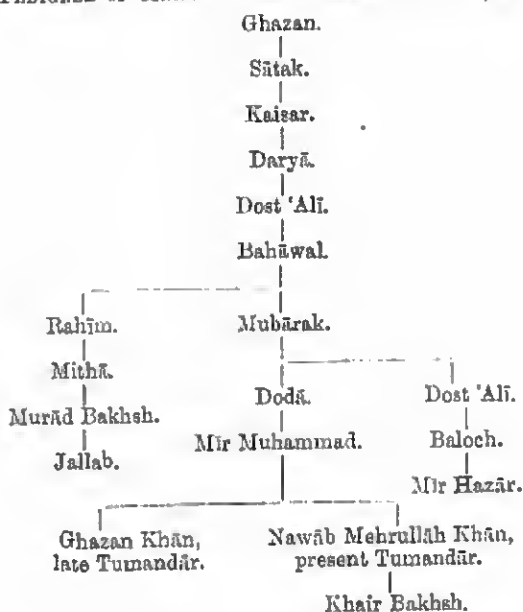 Ghazan.
Sātak.
Kaisar.
Daryā.
Dost ‘Alī.
Bahāwal.
Rahīm. Mubārak.
Mithā.
Dodā. Dost ‘Alī.
Murād Bakhsh.
Mīr Muhammad. Baloch.
Jallab.
Mīr Hazār.
Ghazan Khān, Nawāb Mehrullāh Khān,
late Tumandār. present Tumandār.
Khair Bakhsh.